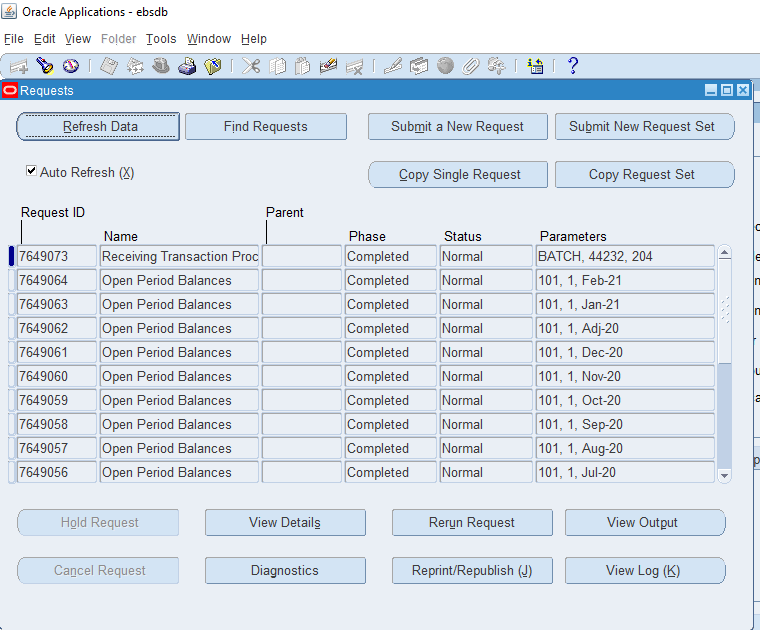 Oracle Applications - ebsdb
File Edit View Folder Tools Window Help
?
Requests
Refresh Data Find Requests Submit a New Request Submit New Request Set
Auto Refresh (X) Copy Single Request Copy Request Set
Request ID Parent
Name Phase Status Parameters
7649073 Receiving Transaction Proc Completed Normal BATCH, 44232, 204
7649064 Open Period Balances Completed Normal 101, 1, Feb-21
7649063 Open Period Balances Completed Normal 101, 1, Jan-21
7649062 Open Period Balances Completed Normal 101, 1, Adj-20
7649061 Open Period Balances Completed Normal 101, 1, Dec-20
7649060 Open Period Balances Completed Normal 101, 1, Nov-20
7649059 Open Period Balances Completed Normal 101, 1, Oct-20
7649058 Open Period Balances Completed Normal 101, 1, Sep-20
7649057 Open Period Balances Completed Normal 101, 1, Aug-20
7649056 Open Period Balances Completed Normal 101, 1, Jul-20
Hold Request View Details Rerun Request View Output
Cancel Request Diagnostics Reprint/Republish (J) View Log (K)